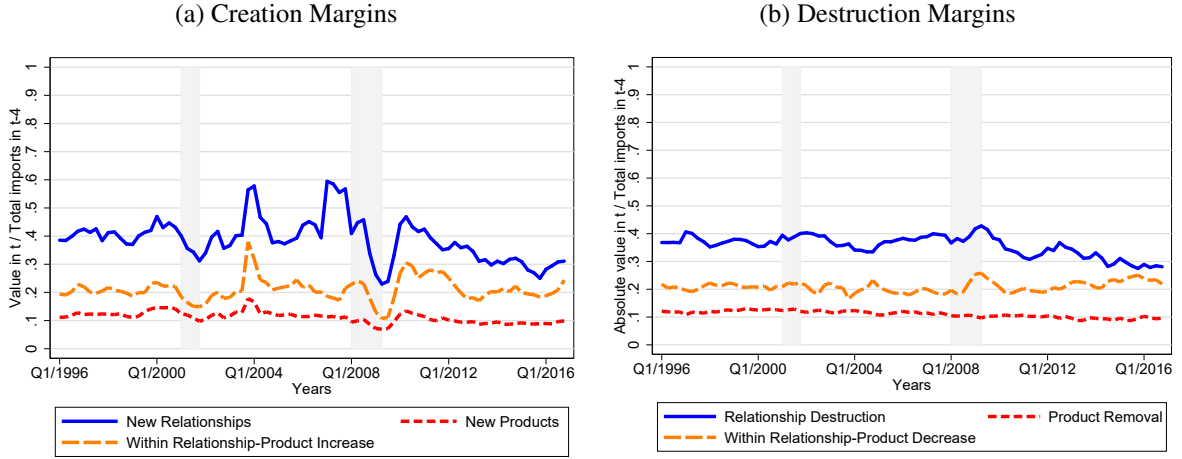 (a) Creation Margins
Value in t / Total imports in t-4
1
.9
.8
.7
.6
.5
.4
.3
.2
.1
0
Q1/1996 Q1/2000 Q1/2004 Q1/2008 Q1/2012 Q1/2016
Years
New Relationships New Products
Within Relationship-Product Increase
(b) Destruction Margins
Absolute value in t / Total imports in t-4
1
.9
.8
.7
.6
.5
.4
.3
.2
.1
0
Q1/1996 Q1/2000 Q1/2004 Q1/2008 Q1/2012 Q1/2016
Years
Relationship Destruction Product Removal
Within Relationship-Product Decrease